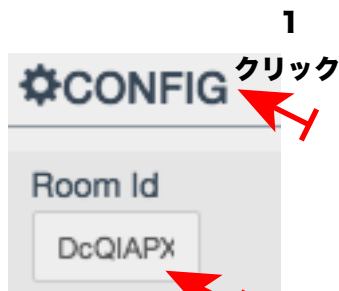 1
クリック
CONFIG
Room Id
DcQIAPX